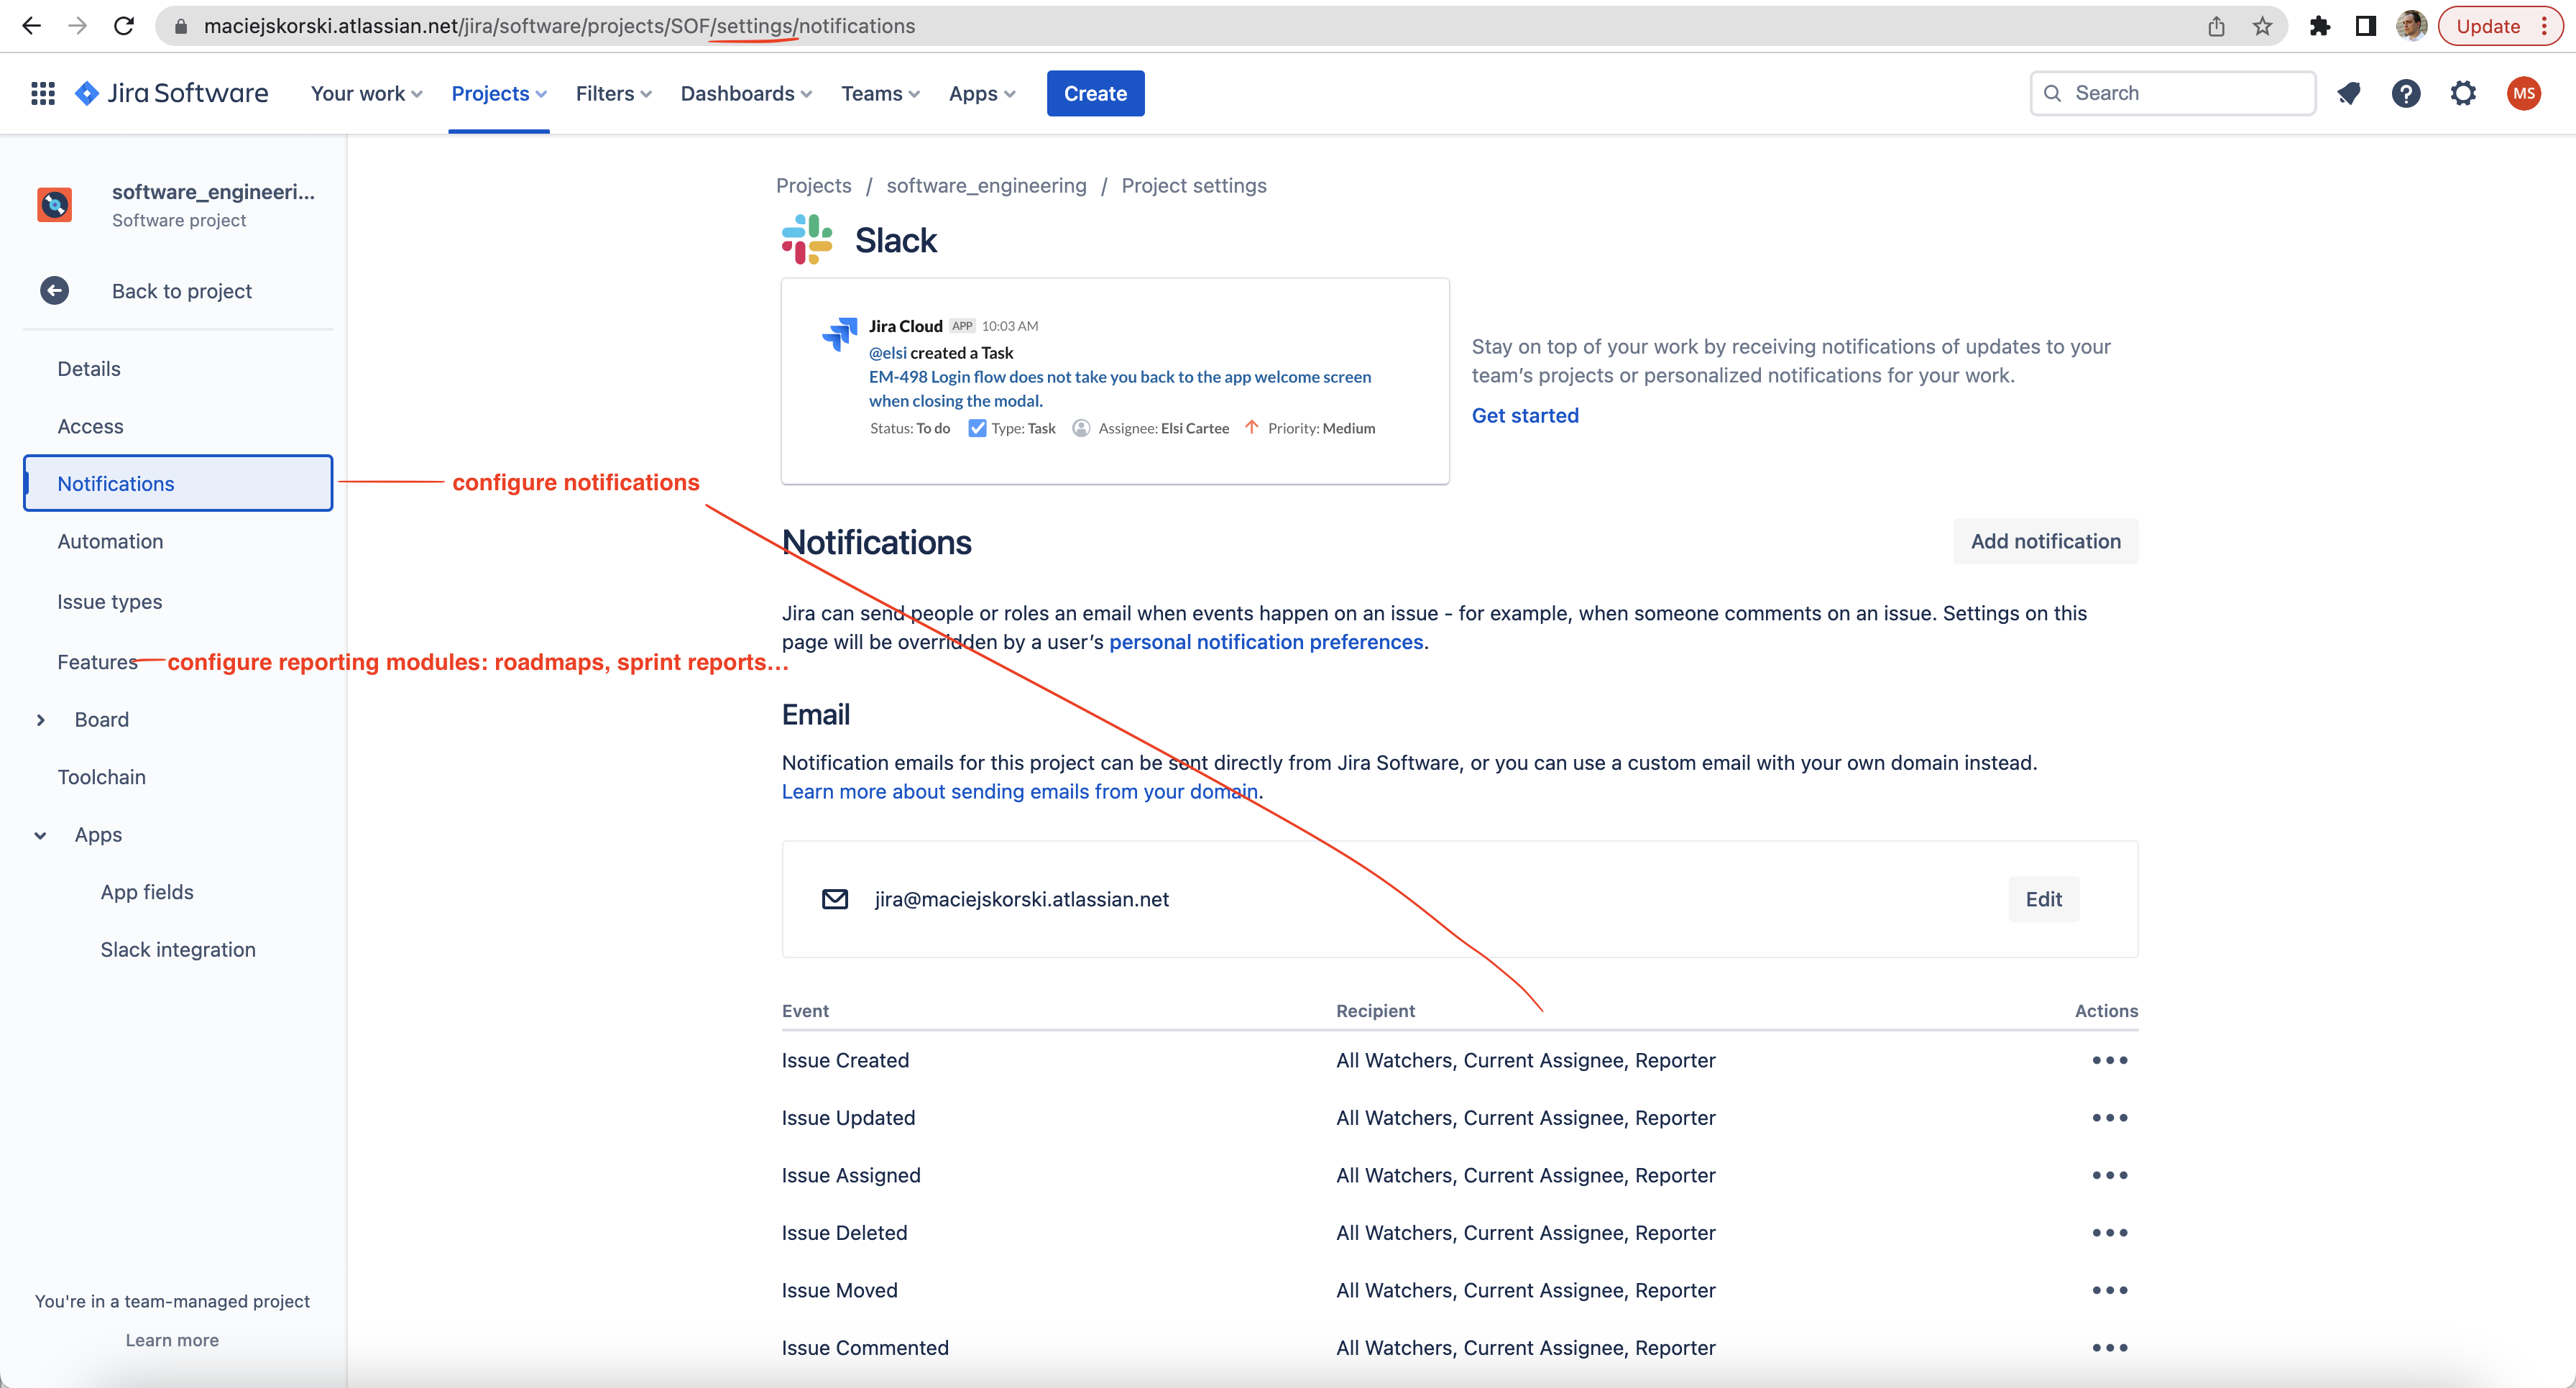 maciejskorski.atlassian.net/jira/software/projects/SOF/settings/notifications
Update
Jira Software
Your work
Projects
Filters
Dashboards
Teams
Apps
Create
Search
MS
software_engineeri...
Software project
Back to project
Details
Access
Notifications
Automation
Issue types
Features
Board
Toolchain
Apps
App fields
Slack integration
You're in a team-managed project
Learn more
configure notifications
configure reporting modules: roadmaps, sprint reports...
Projects / software_engineering / Project settings
Slack
Jira Cloud APP 10:03 AM
@elsi created a Task
EM-498 Login flow does not take you back to the app welcome screen
when closing the modal.
Status: To do Type: Task Assignee: Elsi Cartee Priority: Medium
Stay on top of your work by receiving notifications of updates to your
team's projects or personalized notifications for your work.
Get started
Notifications
Add notification
Jira can send people or roles an email when events happen on an issue - for example, when someone comments on an issue. Settings on this
page will be overridden by a user's personal notification preferences.
Email
Notification emails for this project can be sent directly from Jira Software, or you can use a custom email with your own domain instead.
Learn more about sending emails from your domain.
jira@maciejskorski.atlassian.net
Edit
Event Recipient Actions
Issue Created All Watchers, Current Assignee, Reporter
Issue Updated All Watchers, Current Assignee, Reporter
Issue Assigned All Watchers, Current Assignee, Reporter
Issue Deleted All Watchers, Current Assignee, Reporter
Issue Moved All Watchers, Current Assignee, Reporter
Issue Commented All Watchers, Current Assignee, Reporter